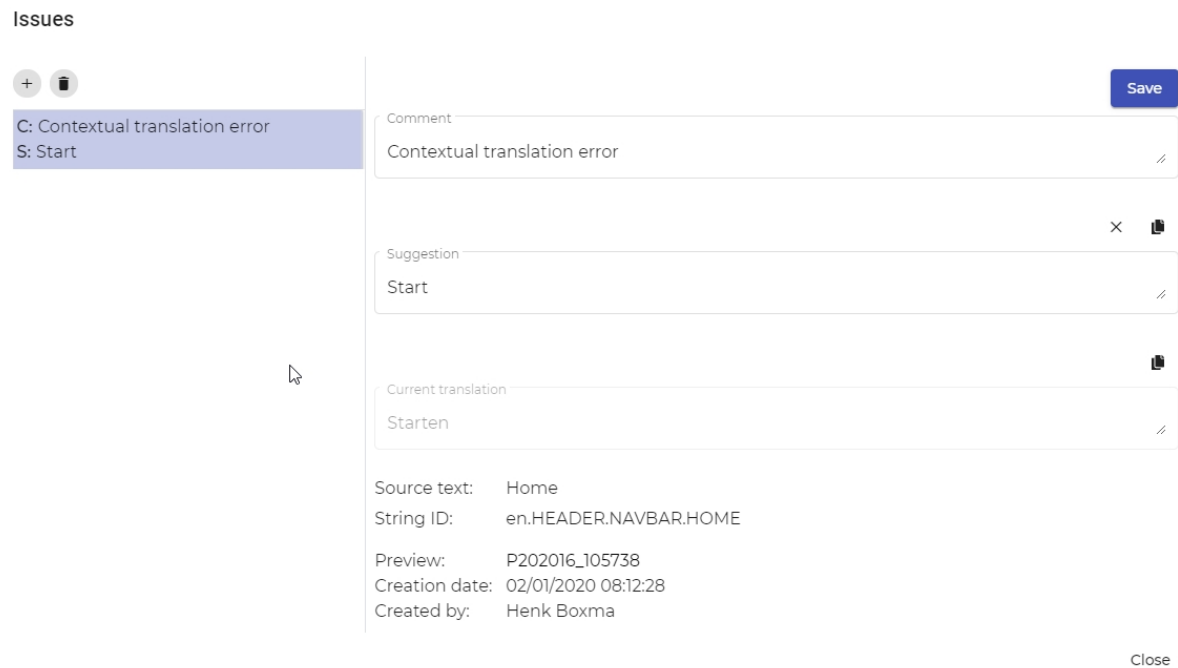 Issues
C: Contextual translation error
S: Start
Save
Comment
Contextual translation error
Suggestion
Start
Current translation
Starten
Source text: Home
String ID: en.HEADER.NAVBAR.HOME
Preview: P202016_105738
Creation date: 02/01/2020 08:12:28
Created by: Henk Boxma
Close